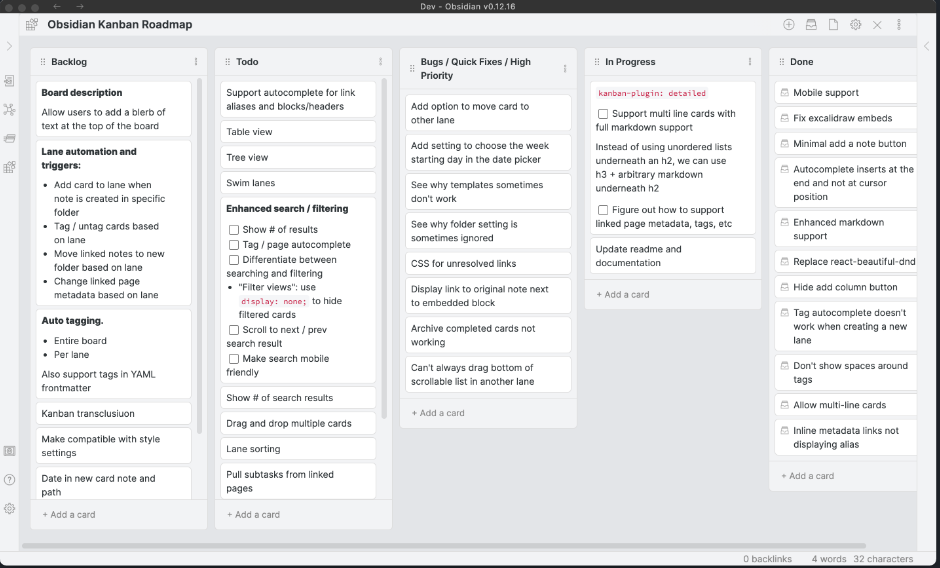 Dev - Obsidian v0.12.16
Obsidian Kanban Roadmap
Backlog
Board description
Allow users to add a blerb of
text at the top of the board
Lane automation and
triggers:
Add card to lane when
note is created in specific
folder
Tag / untag cards based
on lane
Move linked notes to new
folder based on lane
Change linked page
metadata based on lane
Auto tagging.
Entire board
Per lane
Also support tags in YAML
frontmatter
Kanban transclusiuon
Make compatible with style
settings
Date in new card note and
path
+ Add a card
Todo
Support autocomplete for link
aliases and blocks/headers
Table view
Tree view
Swim lanes
Enhanced search / filtering
Show # of results
Tag / page autocomplete
Differentiate between
searching and filtering
"Filter views": use
display: none; to hide
filtered cards
Scroll to next / prev
search result
Make search mobile
friendly
Show # of search results
Drag and drop multiple cards
Lane sorting
Pull subtasks from linked
pages
+ Add a card
Bugs / Quick Fixes / High
Priority
Add option to move card to
other lane
Add setting to choose the week
starting day in the date picker
See why templates sometimes
don't work
See why folder setting is
sometimes ignored
CSS for unresolved links
Display link to original note next
to embedded block
Archive completed cards not
working
Can't always drag bottom of
scrollable list in another lane
+ Add a card
In Progress
kanban-plugin: detailed
Support multi line cards with
full markdown support
Instead of using unordered lists
underneath an h2, we can use
h3 + arbitrary markdown
underneath h2
Figure out how to support
linked page metadata, tags, etc
Update readme and
documentation
+ Add a card
Done
Mobile support
Fix excalidraw embeds
Minimal add a note button
Autocomplete inserts at the
end and not at cursor
position
Enhanced markdown
support
Replace react-beautiful-dnd
Hide add column button
Tag autocomplete doesn't
work when creating a new
lane
Don't show spaces around
tags
Allow multi-line cards
Inline metadata links not
displaying alias
+ Add a card
0 backlinks 4 words 32 characters